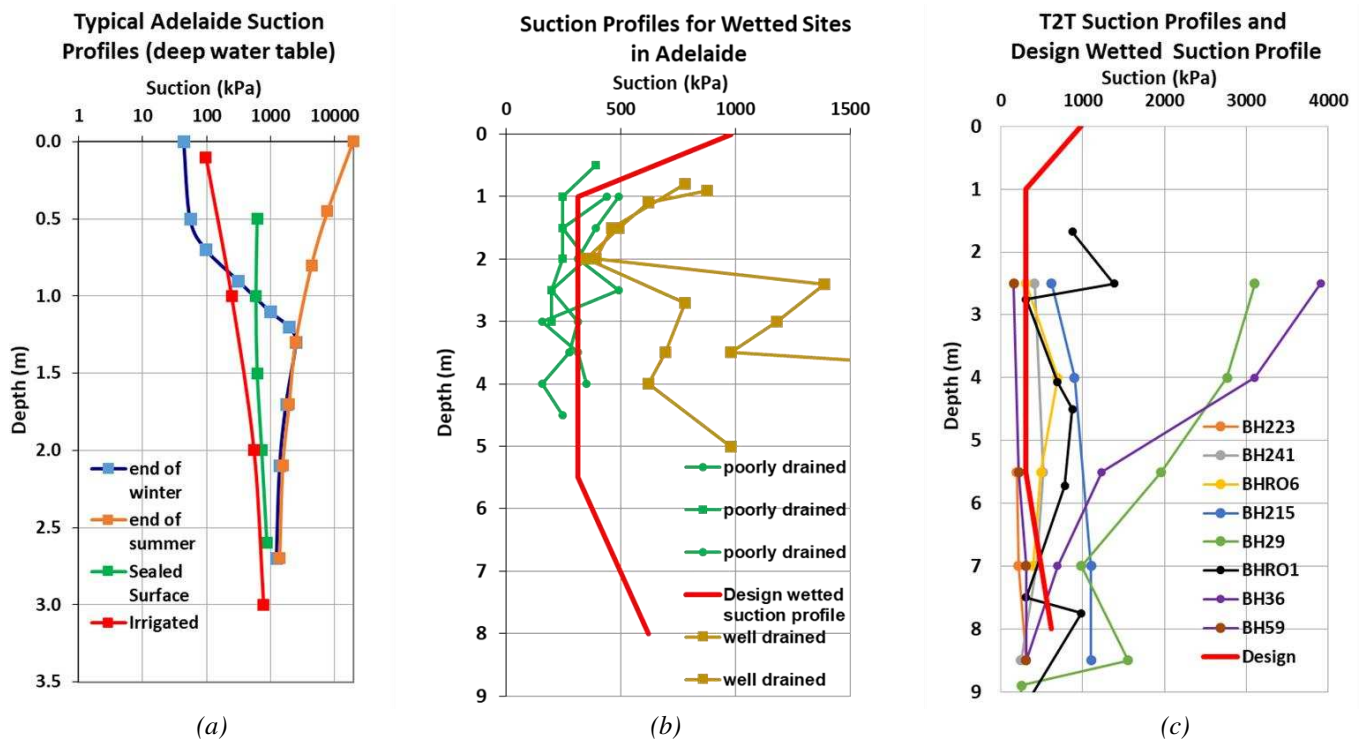 Typical Adelaide Suction
Profiles (deep water table)
Suction (kPa)
1 10 100 1000 10000
0.0
0.5
1.0
1.5
2.0
2.5
3.0
3.5
Depth (m)
end of
winter
end of
summer
Sealed
Surface
Irrigated
(a)
Suction Profiles for Wetted Sites
in Adelaide
Suction (kPa)
0 500 1000 1500
0
1
2
3
4
5
6
7
8
9
Depth (m)
poorly drained
poorly drained
poorly drained
Design wetted
suction profile
well drained
well drained
(b)
T2T Suction Profiles and
Design Wetted Suction Profile
Suction (kPa)
0 1000 2000 3000 4000
0
1
2
3
4
5
6
7
8
9
Depth (m)
BH223
BH241
BHRO6
BH215
BH29
BHRO1
BH36
BH59
Design
(c)